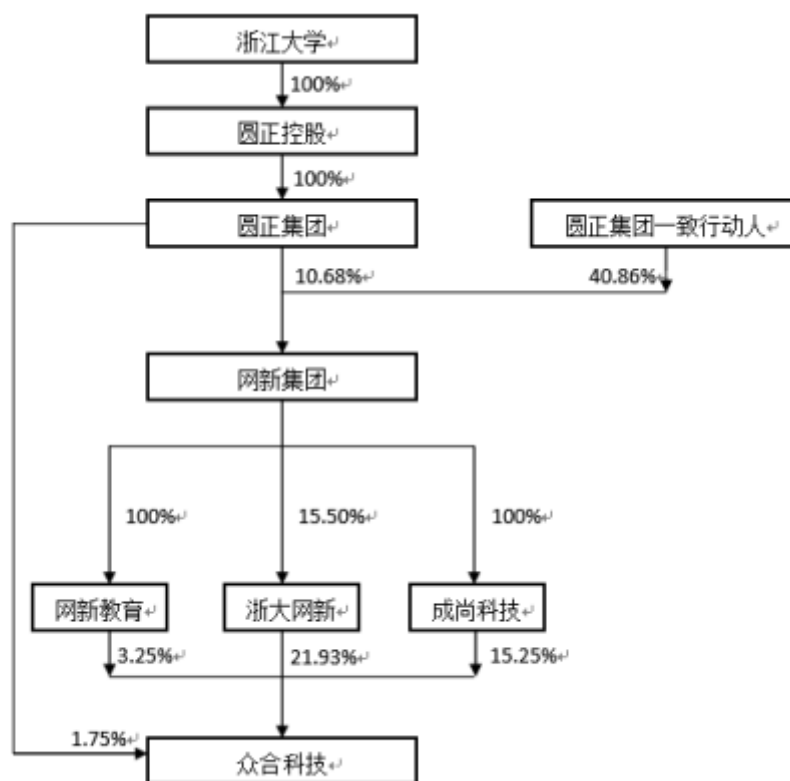 浙江大学↵
100%↵
圆正控股↵
100%↵
圆正集团↵
圆正集团一致行动人↵
10.68%↵
40.86%↵
网新集团↵
100%↵
15.50%↵
100%↵
网新教育↵
浙大网新↵
成尚科技↵
3.25%↵
21.93%↵
15.25%↵
1.75%↵
众合科技↵